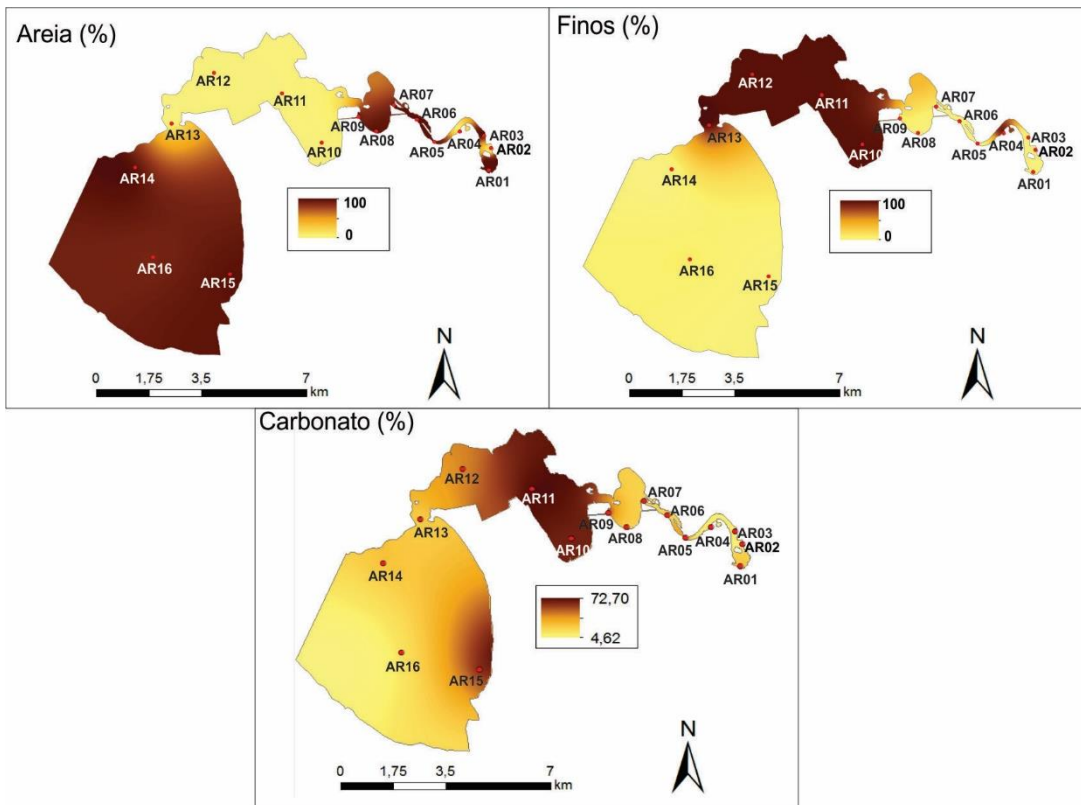 Areia (%)
AR12
AR11
AR07
AR06
AR13
AR09
AR08
AR03
AR04
AR02
AR10
AR05
AR01
AR14
AR16
AR15
100
0
N
0 1,75 3,5 7
km
Finos (%)
AR12
AR11
AR07
AR06
AR13
AR09
AR08
AR03
AR04
AR02
AR10
AR05
AR01
AR14
AR16
AR15
100
0
N
0 1,75 3,5 7
km
Carbonato (%)
AR12
AR11
AR07
AR06
AR13
AR09
AR08
AR03
AR04
AR02
AR10
AR05
AR01
AR14
AR16
AR15
72,70
4,62
N
0 1,75 3,5 7
km